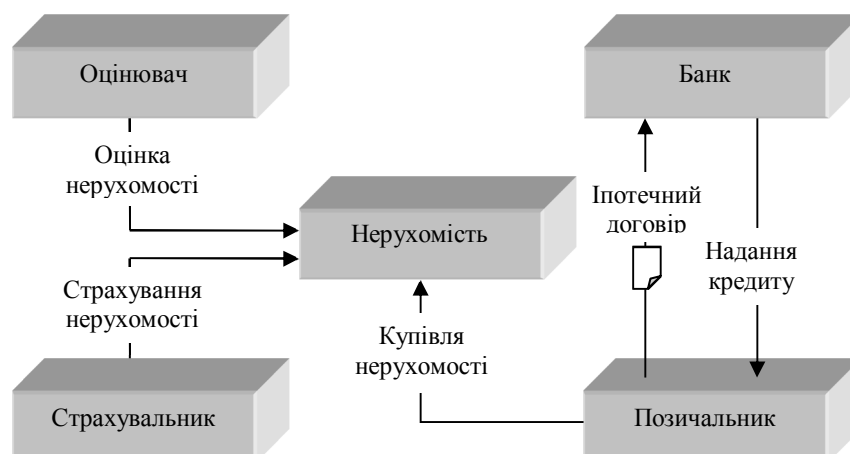 Оцінювач
Банк
Оцінка
нерухомості
Іпотечний
договір
Нерухомість
Надання
кредиту
Страхування
нерухомості
Купівля
нерухомості
Страхувальник
Позичальник